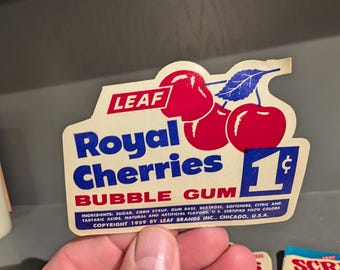 LEAF
Royal
Cherries
1¢
BUBBLE GUM
INGREDIENTS: SUGAR, CORN SYRUP, GUM BASE, DEXTROSE, SOFTENERS, CITRIC AND
TARTARIC ACIDS, NATURAL AND ARTIFICIAL FLAVORS, U.S. CERTIFIED FOOD COLORS
COPYRIGHT 1959 BY LEAF BRANDS INC. CHICAGO, U.S.A.
SCR